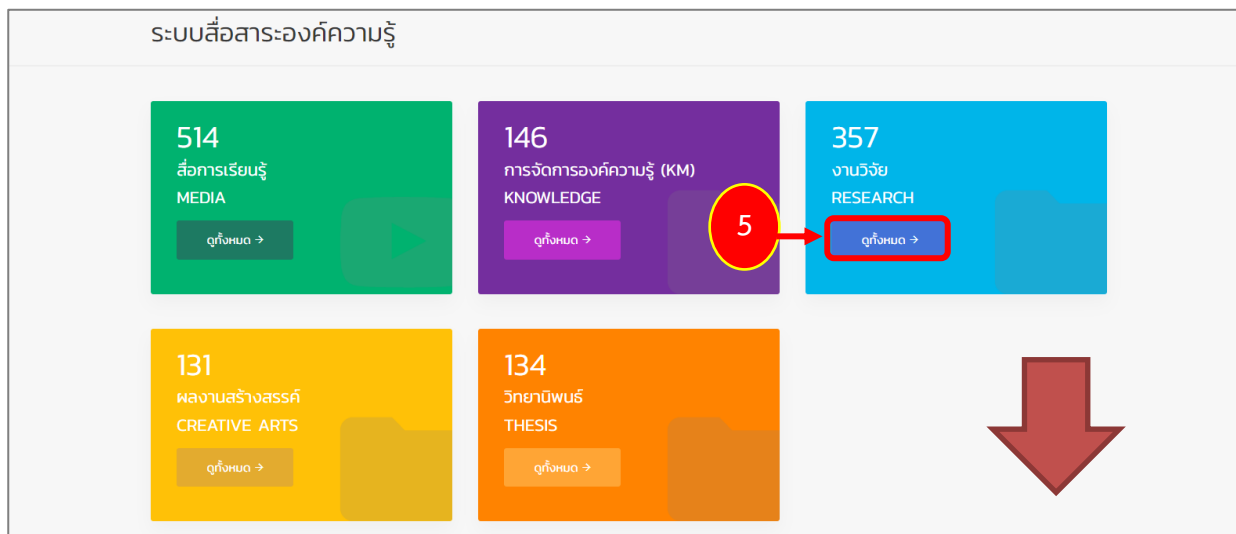 ระบบสื่อสาระองค์ความรู้
514
สื่อการเรียนรู้
MEDIA
ดูทั้งหมด →
146
การจัดการองค์ความรู้ (KM)
KNOWLEDGE
ดูทั้งหมด →
5
357
งานวิจัย
RESEARCH
ดูทั้งหมด →
131
ผลงานสร้างสรรค์
CREATIVE ARTS
ดูทั้งหมด →
134
วิทยานิพนธ์
THESIS
ดูทั้งหมด →